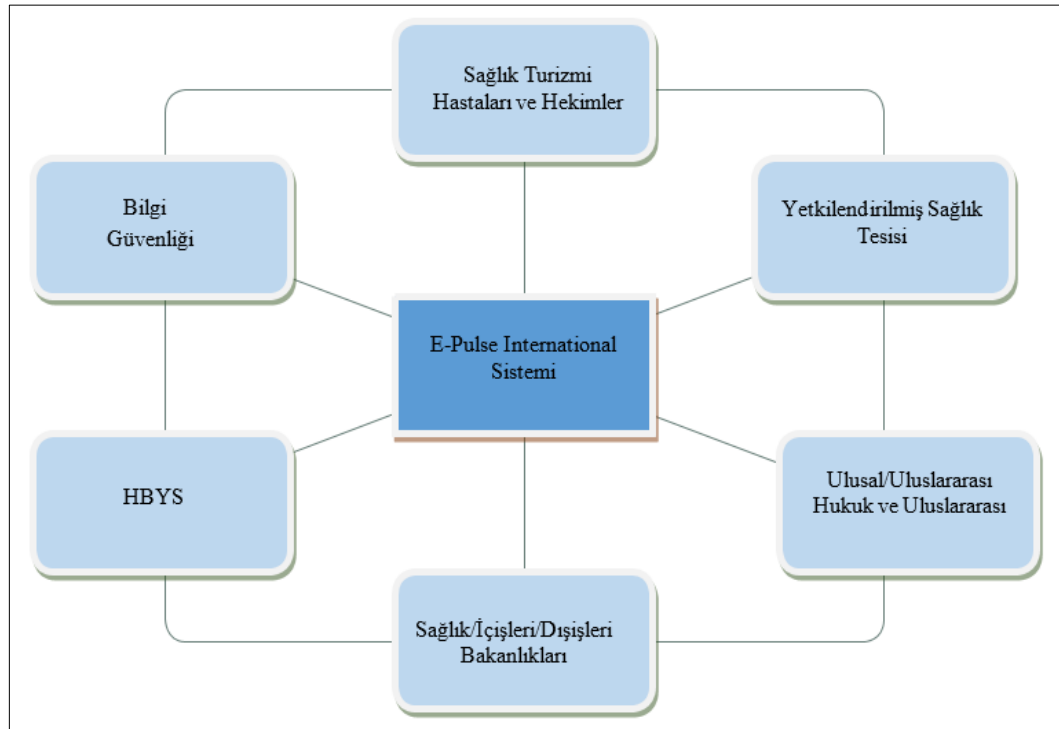 Sağlık Turizmi
Hastaları ve Hekimler
Bilgi
Güvenliği
Yetkilendirilmiş Sağlık
Tesisi
E-Pulse International
Sistemi
HBYS
Ulusal/Uluslararası
Hukuk ve Uluslararası
Sağlık/İçişleri/Dışişleri
Bakanlıkları